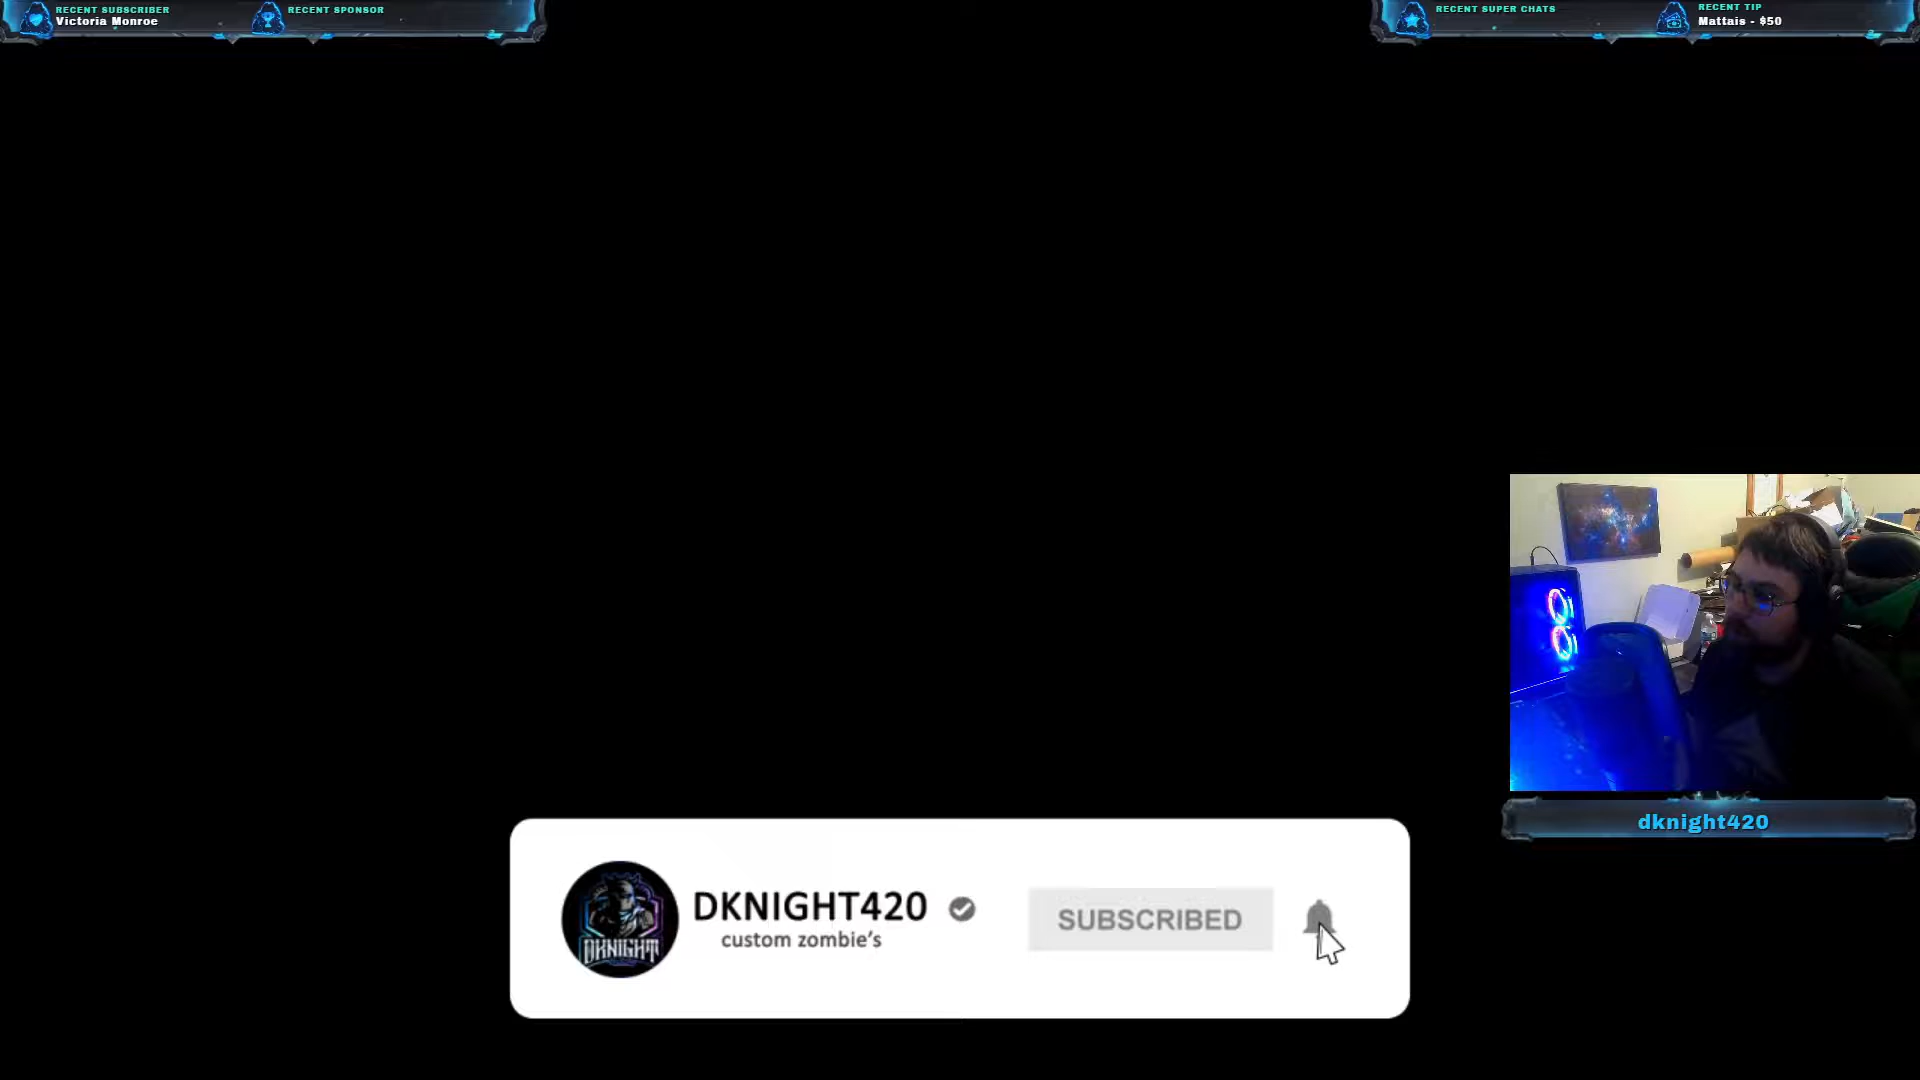 RECENT SUBSCRIBER
Victoria Monroe
RECENT SPONSOR
RECENT SUPER CHATS
RECENT TIP
Mattais - $50
dknight420
DKNIGHT
DKNIGHT420
custom zombie's
SUBSCRIBED